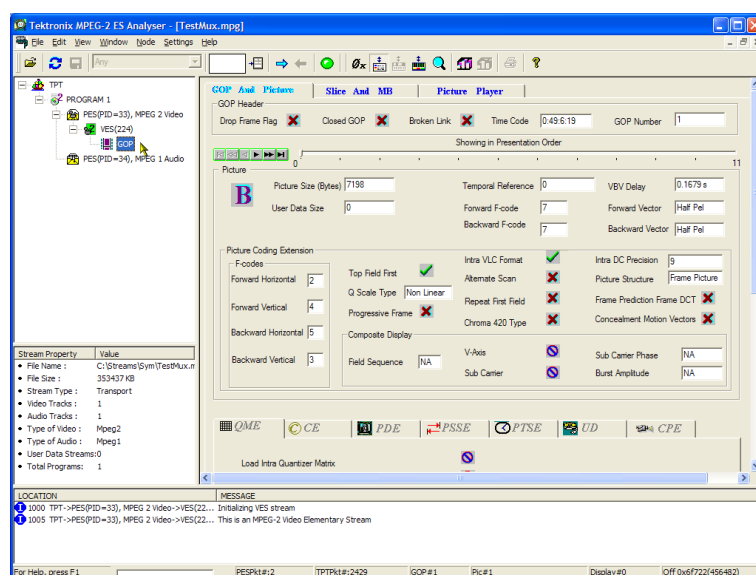 Tektronix MPEG-2 ES Analyser - [TestMux.mpg]
File Edit View Window Node Settings Help
Any
TPT
PROGRAM 1
PES(PID=33), MPEG 2 Video
VES(224)
GOP
PES(PID=34), MPEG 1 Audio
GOP And Picture Slice And MB Picture Player
GOP Header
Drop Frame Flag Closed GOP Broken Link Time Code 0:49:6:19 GOP Number 1
Showing in Presentation Order
0 11
Picture
B
Picture Size (Bytes) 7198 Temporal Reference 0 VBV Delay 0.1679 s
User Data Size 0 Forward F-code 7 Forward Vector Half Pel
Backward F-code 7 Backward Vector Half Pel
Picture Coding Extension
F-codes
Forward Horizontal 2
Forward Vertical 4
Backward Horizontal 5
Backward Vertical 3
Top Field First
Q Scale Type Non Linear
Progressive Frame
Intra VLC Format
Alternate Scan
Repeat First Field
Chroma 420 Type
Intra DC Precision 9
Picture Structure Frame Picture
Frame Prediction Frame DCT
Concealment Motion Vectors
Composite Display
Field Sequence NA
V-Axis
Sub Carrier
Sub Carrier Phase NA
Burst Amplitude NA
QME CE PDE PSSE PTSE UD CPE
Load Intra Quantizer Matrix
Stream Property Value
File Name : C:\Streams\Sym\TestMux.m
File Size : 353437 KB
Stream Type : Transport
Video Tracks : 1
Audio Tracks : 1
Type of Video : Mpeg2
Type of Audio : Mpeg1
User Data Streams:0
Total Programs: 1
LOCATION MESSAGE
1000 TPT->PES(PID=33), MPEG 2 Video->VES(22... Initializing VES stream
1005 TPT->PES(PID=33), MPEG 2 Video->VES(22... This is an MPEG-2 Video Elementary Stream
For Help, press F1 PESPkt#:2 TPTPkt#:2429 GOP#1 Pic#1 Display#0 Off 0x6f722(456482)